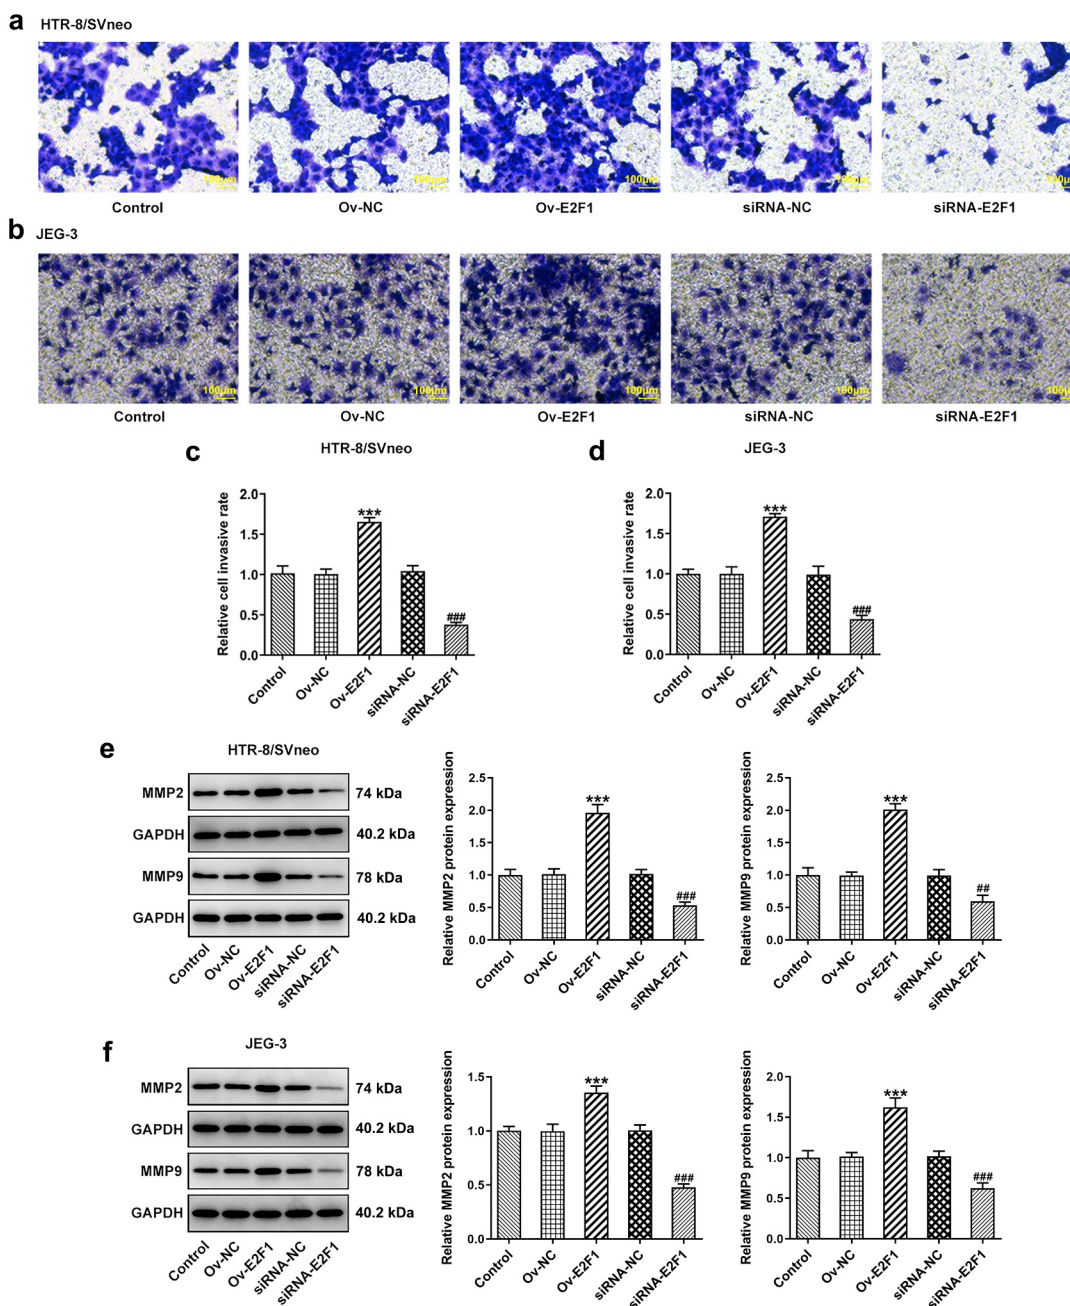 a
HTR-8/SVneo
100μm 100μm 100μm 100μm 100μ
Control Ov-NC Ov-E2F1 siRNA-NC siRNA-E2F1
b
JEG-3
100μm 100μm 100μm 100μm 100μ
Control Ov-NC Ov-E2F1 siRNA-NC siRNA-E2F1
c
HTR-8/SVneo
Relative cell invasive rate
2.0
1.5
1.0
0.5
0.0
***
###
Control Ov-NC Ov-E2F1 siRNA-NC siRNA-E2F1
d
JEG-3
Relative cell invasive rate
2.0
1.5
1.0
0.5
0.0
***
###
Control Ov-NC Ov-E2F1 siRNA-NC siRNA-E2F1
e
HTR-8/SVneo
MMP2 74 kDa
GAPDH 40.2 kDa
MMP9 78 kDa
GAPDH 40.2 kDa
Control Ov-NC Ov-E2F1 siRNA-NC siRNA-E2F1
Relative MMP2 protein expression
2.5
2.0
1.5
1.0
0.5
0.0
***
###
Control Ov-NC Ov-E2F1 siRNA-NC siRNA-E2F1
Relative MMP9 protein expression
2.5
2.0
1.5
1.0
0.5
0.0
***
##
Control Ov-NC Ov-E2F1 siRNA-NC siRNA-E2F1
f
JEG-3
MMP2 74 kDa
GAPDH 40.2 kDa
MMP9 78 kDa
GAPDH 40.2 kDa
Control Ov-NC Ov-E2F1 siRNA-NC siRNA-E2F1
Relative MMP2 protein expression
1.5
1.0
0.5
0.0
***
###
Control Ov-NC Ov-E2F1 siRNA-NC siRNA-E2F1
Relative MMP9 protein expression
2.0
1.5
1.0
0.5
0.0
***
###
Control Ov-NC Ov-E2F1 siRNA-NC siRNA-E2F1